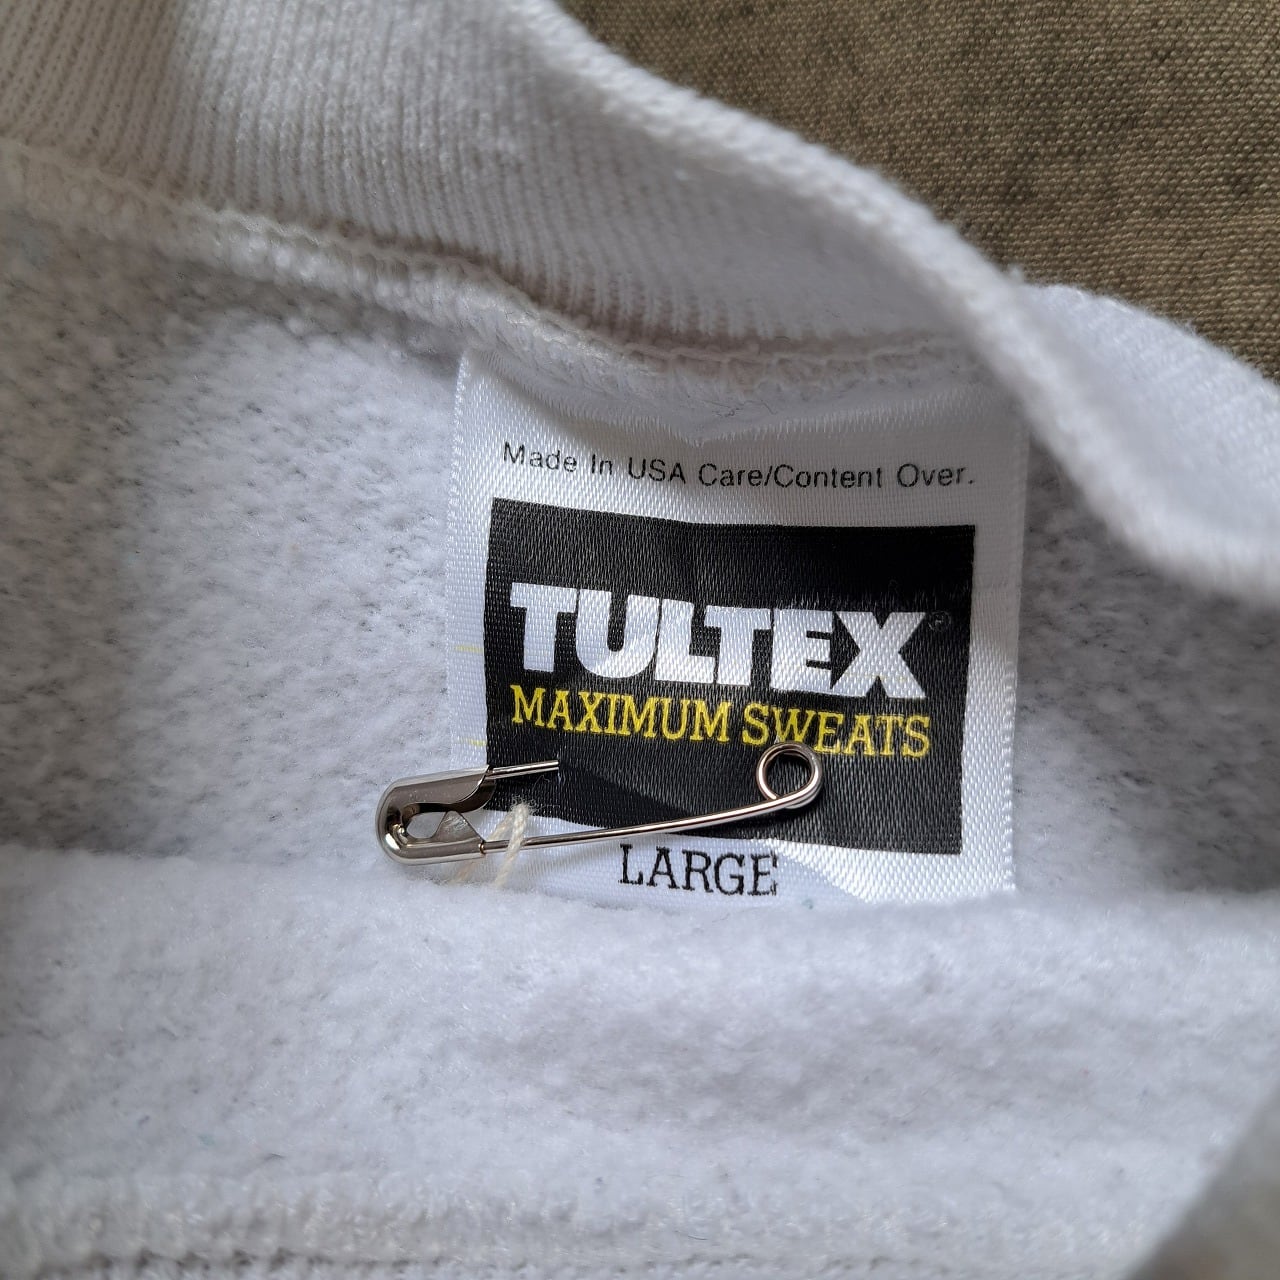 Made In USA Care/Content Over.
TULTEX®
MAXIMUM SWEATS
LARGE